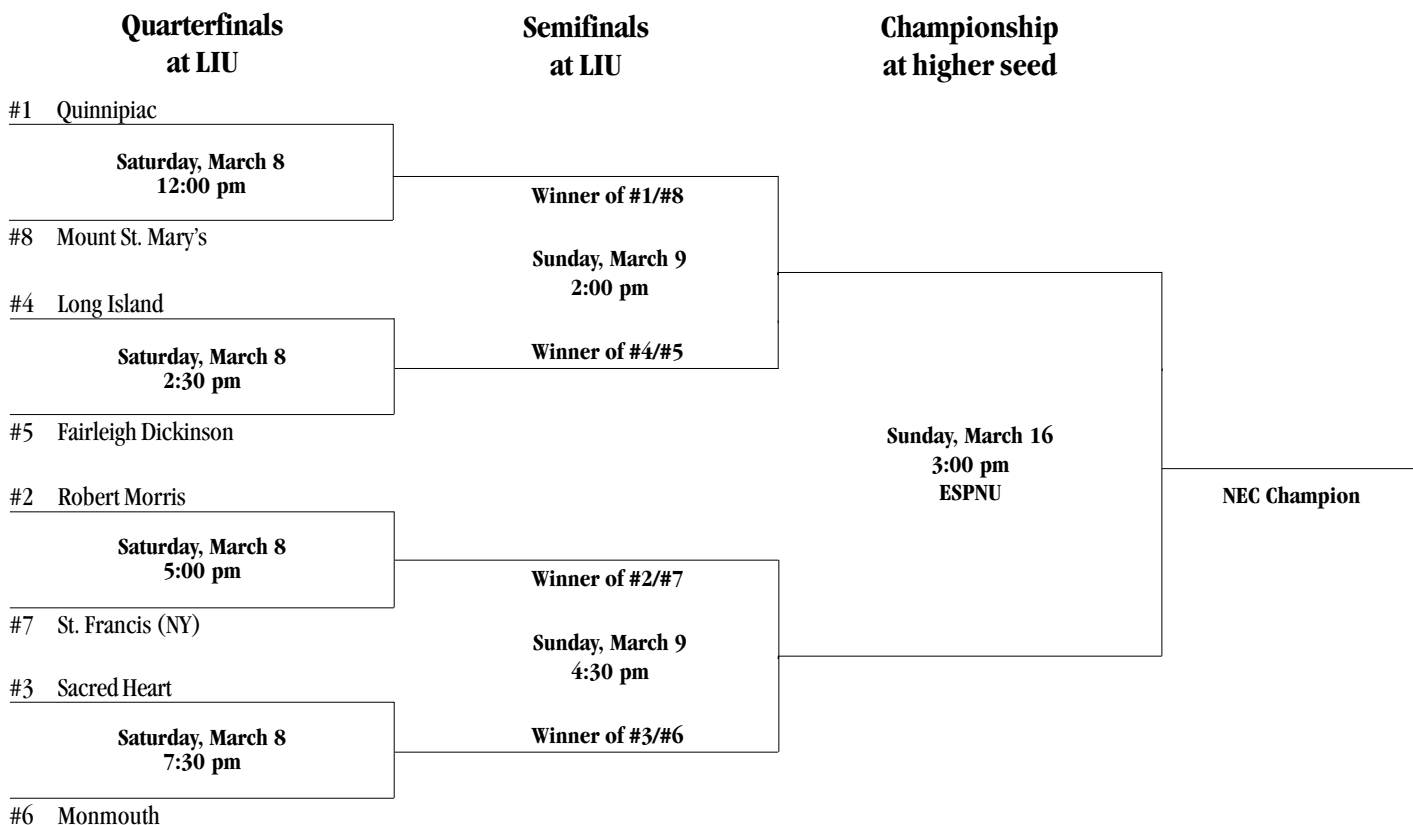 Quarterfinals
at LIU
Semifinals
at LIU
Championship
at higher seed
#1 Quinnipiac
Saturday, March 8
12:00 pm
#8 Mount St. Mary’s
#4 Long Island
Saturday, March 8
2:30 pm
#5 Fairleigh Dickinson
#2 Robert Morris
Saturday, March 8
5:00 pm
#7 St. Francis (NY)
#3 Sacred Heart
Saturday, March 8
7:30 pm
#6 Monmouth
Winner of #1/#8
Sunday, March 9
2:00 pm
Winner of #4/#5
Winner of #2/#7
Sunday, March 9
4:30 pm
Winner of #3/#6
Sunday, March 16
3:00 pm
ESPNU
NEC Champion